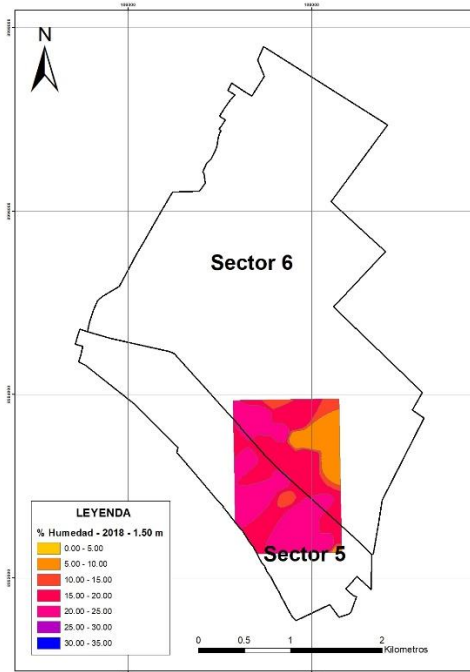 N
Sector 6
Sector 5
LEYENDA
% Humedad - 2018 - 1.50 m
0.00 - 5.00
5.00 - 10.00
10.00 - 15.00
15.00 - 20.00
20.00 - 25.00
25.00 - 30.00
30.00 - 35.00
0 0.5 1 2
Kilometros